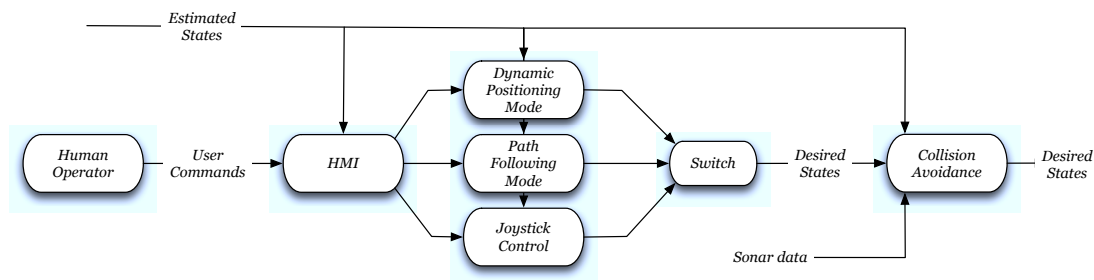 Estimated
States
Dynamic
Positioning
Mode
Human
Operator
User
Commands
HMI
Path
Following
Mode
Switch
Desired
States
Collision
Avoidance
Desired
States
Joystick
Control
Sonar data